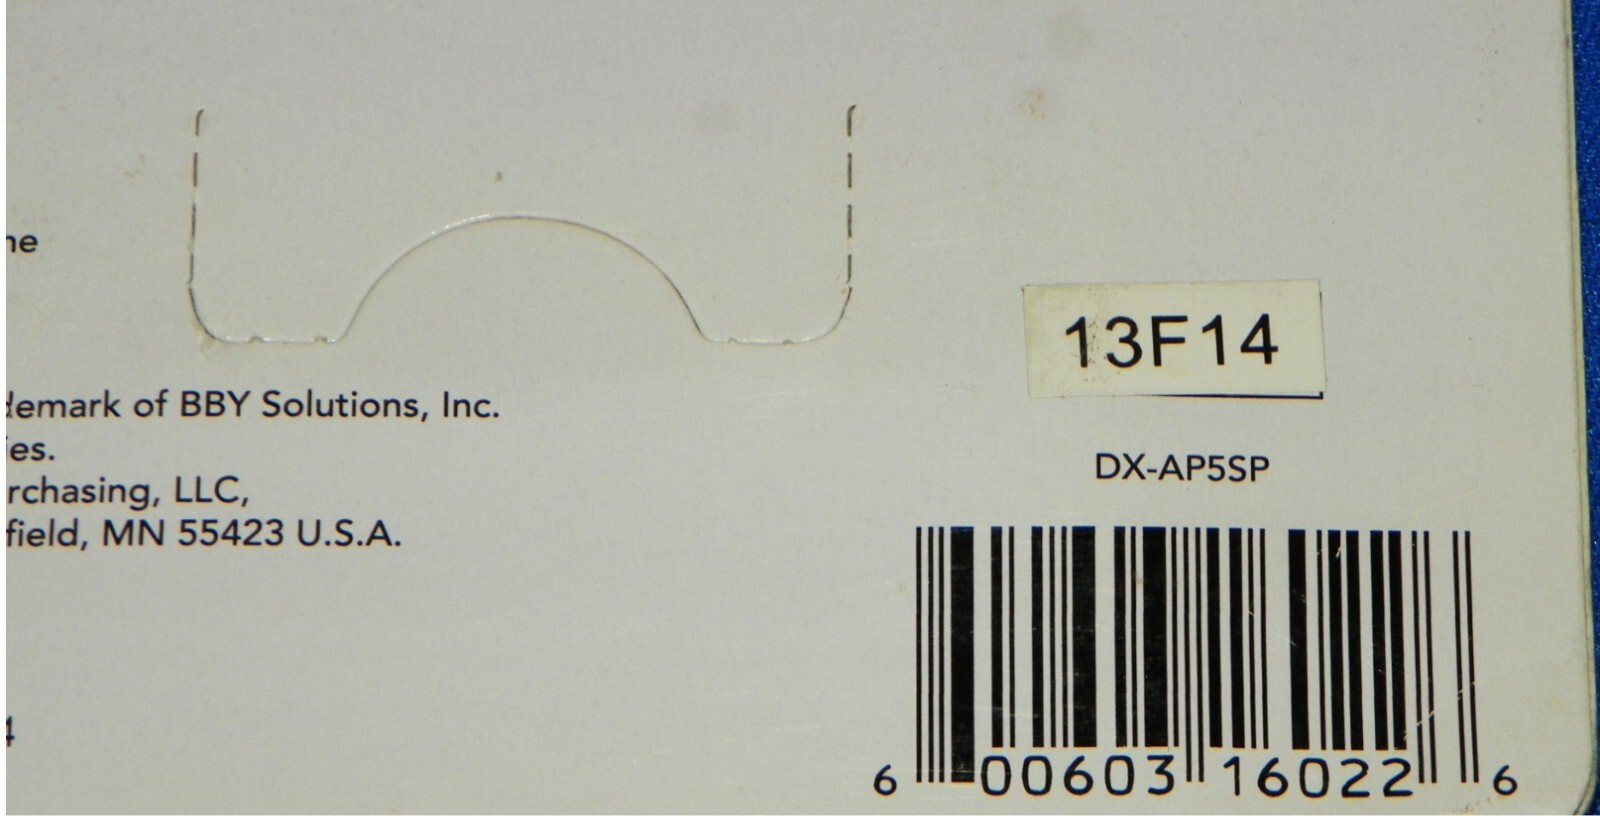 ne
demark of BBY Solutions, Inc.
ies.
rchasing, LLC,
field, MN 55423 U.S.A.
4
13F14
DX-AP5SP
6 00603 16022 6